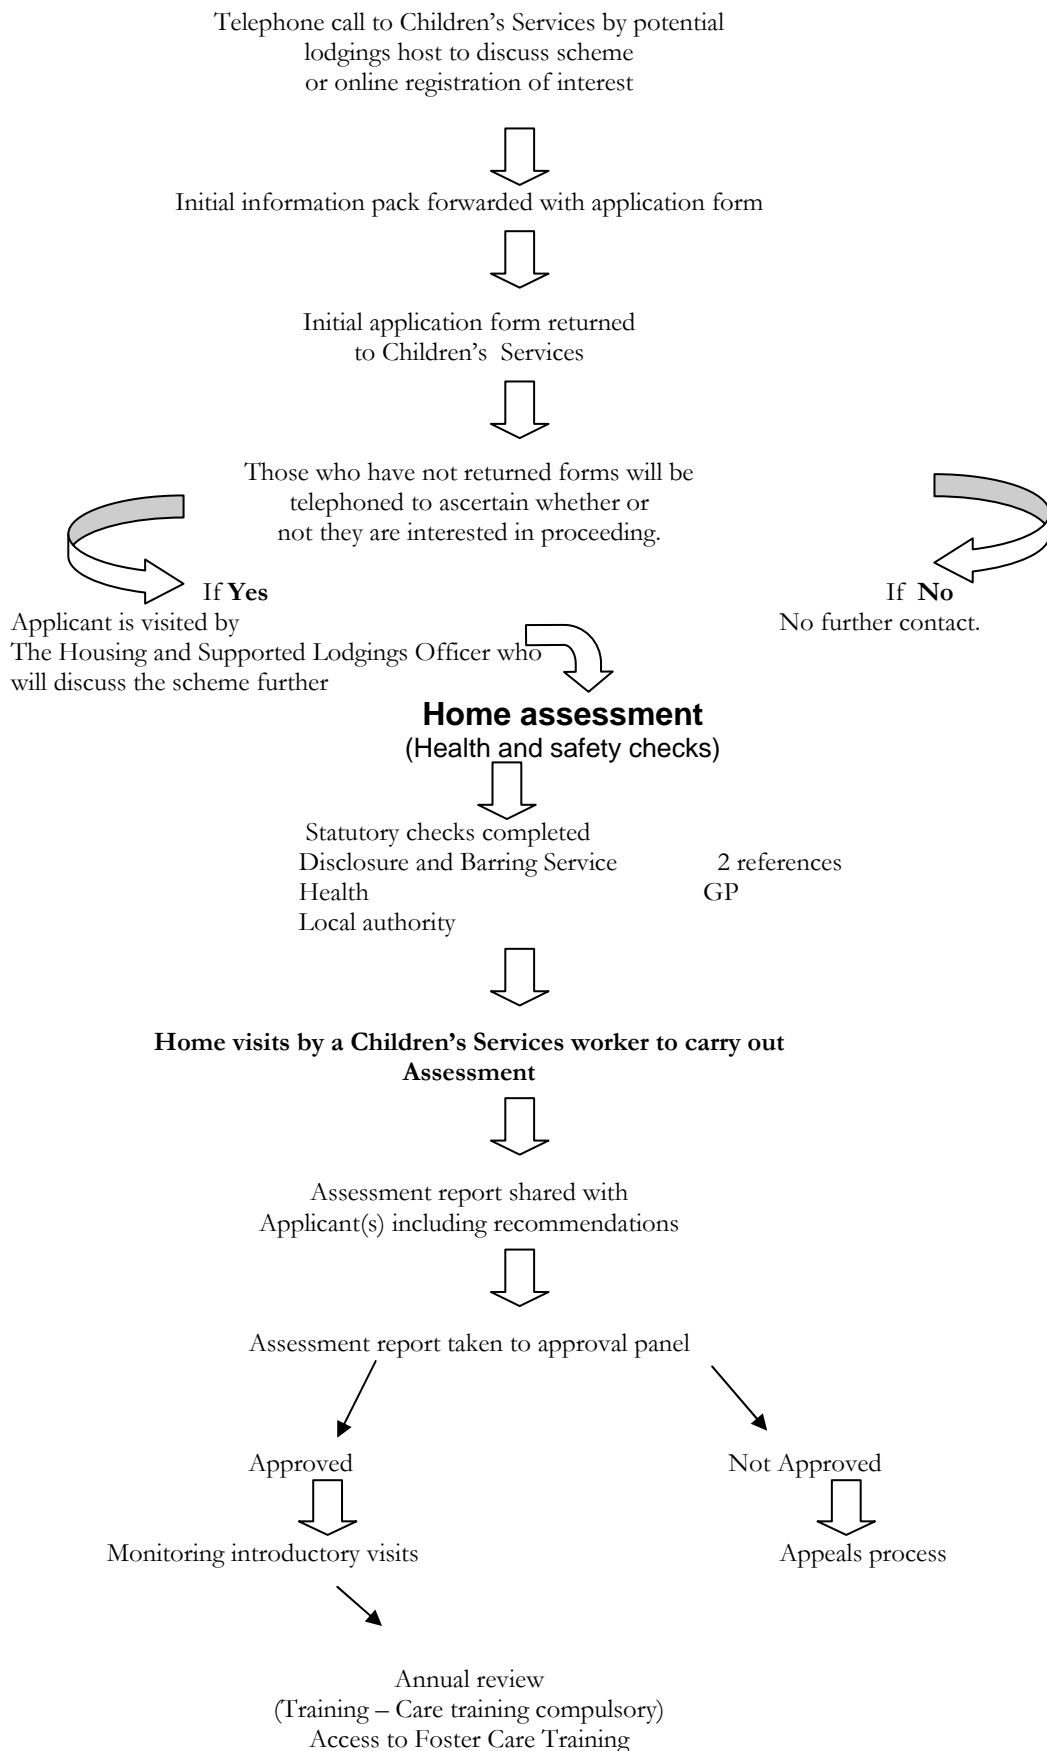 Telephone call to Children’s Services by potential
lodgings host to discuss scheme
or online registration of interest
Initial information pack forwarded with application form
Initial application form returned
to Children’s  Services
Those who have not returned forms will be
telephoned to ascertain whether or
not they are interested in proceeding.
If Yes
Applicant is visited by
The Housing and Supported Lodgings Officer who
will discuss the scheme further
If  No
No further contact.
Home assessment
(Health and safety checks)
Statutory checks completed
Disclosure and Barring Service 2 references
Health GP
Local authority
Home visits by a Children’s Services worker to carry out
Assessment
Assessment report shared with
Applicant(s) including recommendations
Assessment report taken to approval panel
Approved Not Approved
Monitoring introductory visits Appeals process
Annual review
(Training – Care training compulsory)
Access to Foster Care Training